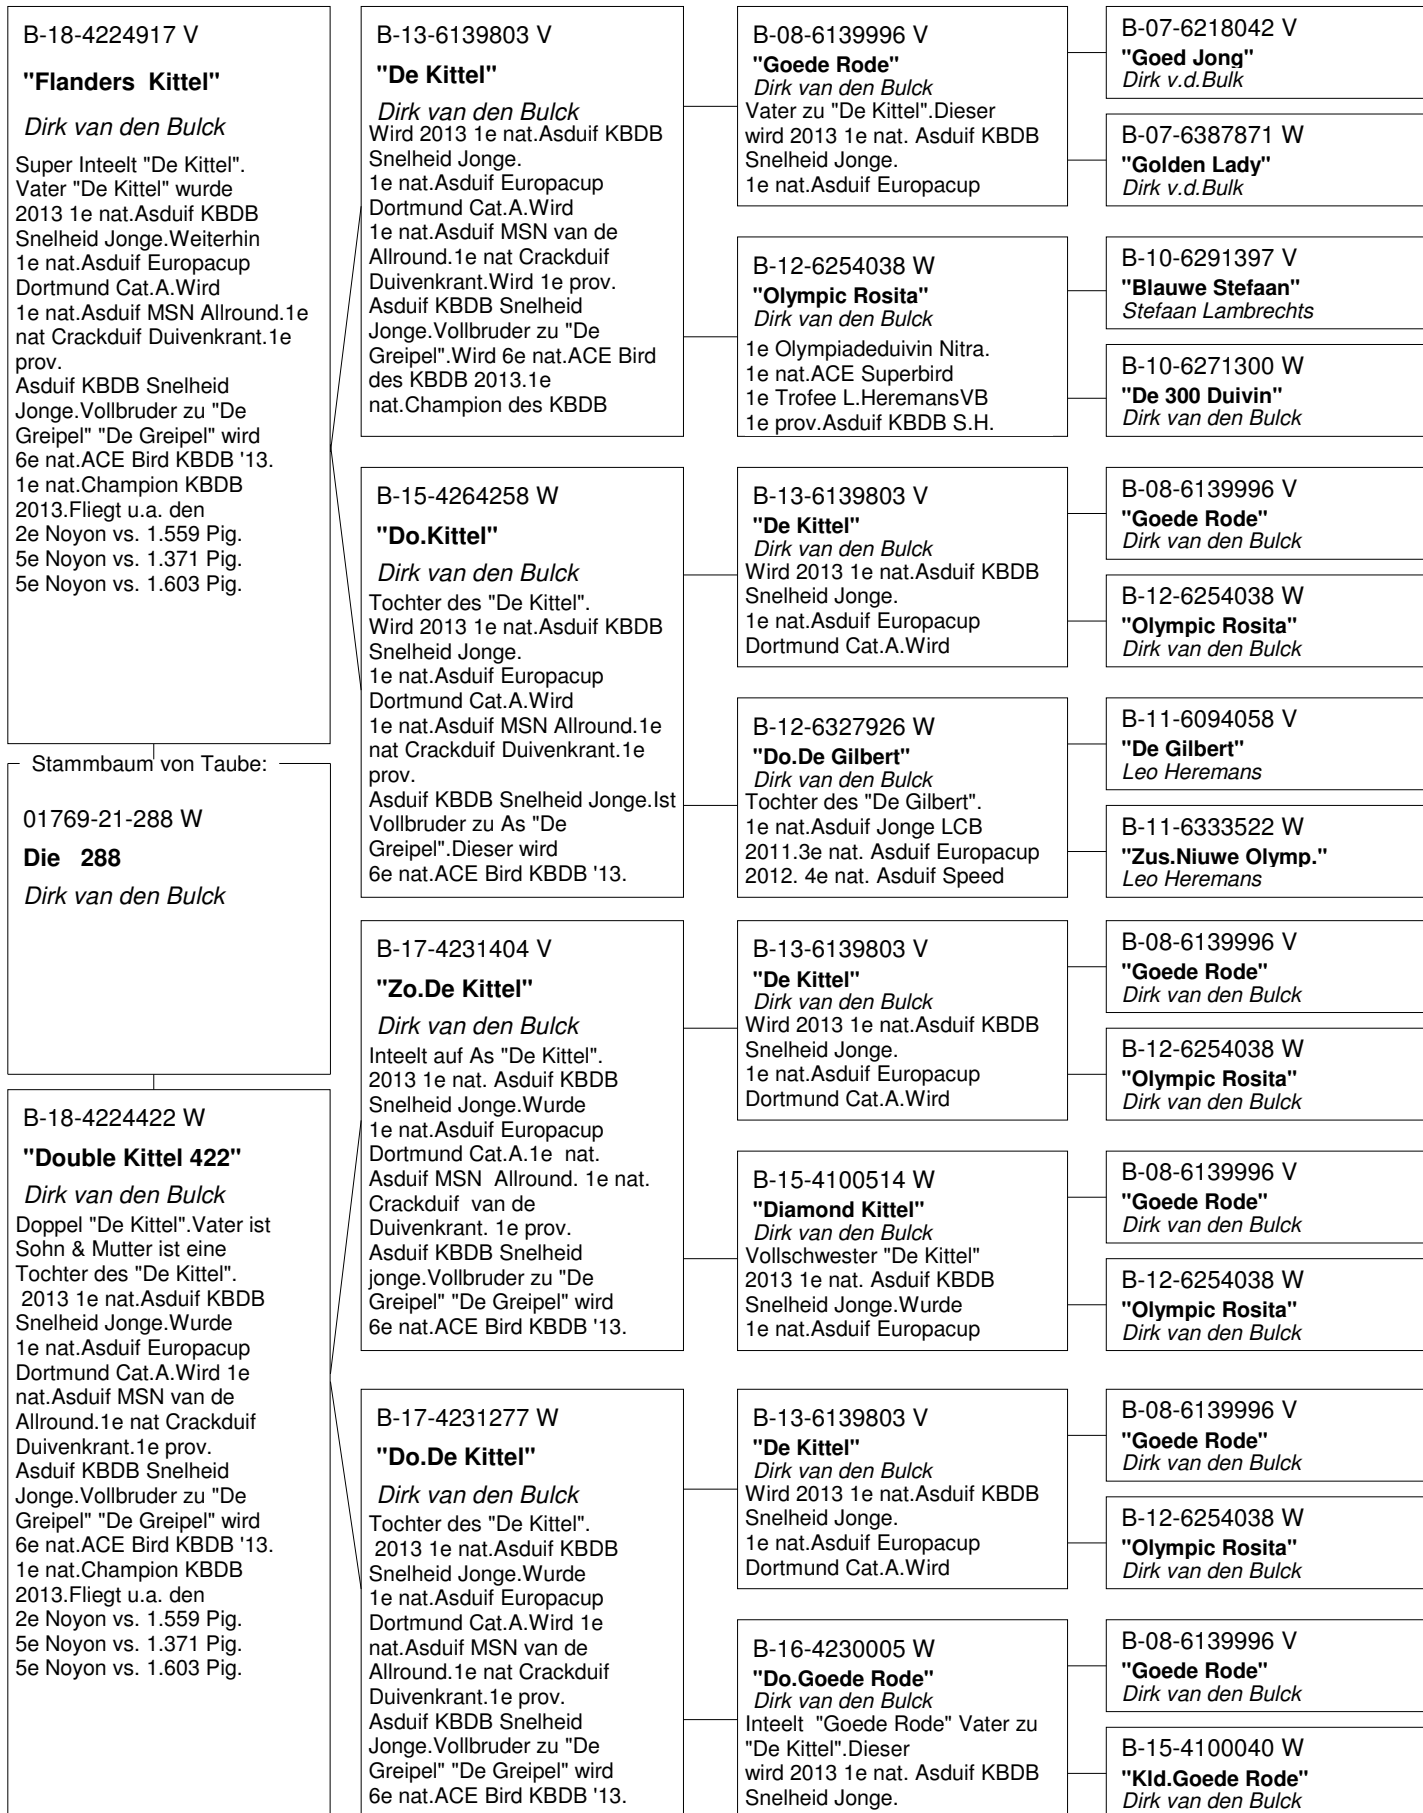 B-18-4224917 V
"Flanders Kittel"
Dirk van den Bulck
Super Inteelt "De Kittel".
Vater "De Kittel" wurde
2013 1e nat.Asduif KBDB
Snelheid Jonge.Weiterhin
1e nat.Asduif Europacup
Dortmund Cat.A.Wird
1e nat.Asduif MSN Allround.1e
nat Crackduif Duivenkrant.1e
prov.
Asduif KBDB Snelheid
Jonge.Vollbruder zu "De
Greipel" "De Greipel" wird
6e nat.ACE Bird KBDB '13.
1e nat.Champion KBDB
2013.Fliegt u.a. den
2e Noyon vs. 1.559 Pig.
5e Noyon vs. 1.371 Pig.
5e Noyon vs. 1.603 Pig.
Stammbaum von Taube:
01769-21-288 W
Die 288
Dirk van den Bulck
B-18-4224422 W
"Double Kittel 422"
Dirk van den Bulck
Doppel "De Kittel".Vater ist
Sohn & Mutter ist eine
Tochter des "De Kittel".
2013 1e nat.Asduif KBDB
Snelheid Jonge.Wurde
1e nat.Asduif Europacup
Dortmund Cat.A.Wird 1e
nat.Asduif MSN van de
Allround.1e nat Crackduif
Duivenkrant.1e prov.
Asduif KBDB Snelheid
Jonge.Vollbruder zu "De
Greipel" "De Greipel" wird
6e nat.ACE Bird KBDB '13.
1e nat.Champion KBDB
2013.Fliegt u.a. den
2e Noyon vs. 1.559 Pig.
5e Noyon vs. 1.371 Pig.
5e Noyon vs. 1.603 Pig.
B-13-6139803 V
"De Kittel"
Dirk van den Bulck
Wird 2013 1e nat.Asduif KBDB
Snelheid Jonge.
1e nat.Asduif Europacup
Dortmund Cat.A.Wird
1e nat.Asduif MSN van de
Allround.1e nat Crackduif
Duivenkrant.Wird 1e prov.
Asduif KBDB Snelheid
Jonge.Vollbruder zu "De
Greipel".Wird 6e nat.ACE Bird
des KBDB 2013.1e
nat.Champion des KBDB
B-15-4264258 W
"Do.Kittel"
Dirk van den Bulck
Tochter des "De Kittel".
Wird 2013 1e nat.Asduif KBDB
Snelheid Jonge.
1e nat.Asduif Europacup
Dortmund Cat.A.Wird
1e nat.Asduif MSN Allround.1e
nat Crackduif Duivenkrant.1e
prov.
Asduif KBDB Snelheid Jonge.Ist
Vollbruder zu As "De
Greipel".Dieser wird
6e nat.ACE Bird KBDB '13.
B-17-4231404 V
"Zo.De Kittel"
Dirk van den Bulck
Inteelt auf As "De Kittel".
2013 1e nat. Asduif KBDB
Snelheid Jonge.Wurde
1e nat.Asduif Europacup
Dortmund Cat.A.1e nat.
Asduif MSN Allround. 1e nat.
Crackduif van de
Duivenkrant. 1e prov.
Asduif KBDB Snelheid
jonge.Vollbruder zu "De
Greipel" "De Greipel" wird
6e nat.ACE Bird KBDB '13.
B-17-4231277 W
"Do.De Kittel"
Dirk van den Bulck
Tochter des "De Kittel".
2013 1e nat.Asduif KBDB
Snelheid Jonge.Wurde
1e nat.Asduif Europacup
Dortmund Cat.A.Wird 1e
nat.Asduif MSN van de
Allround.1e nat Crackduif
Duivenkrant.1e prov.
Asduif KBDB Snelheid
Jonge.Vollbruder zu "De
Greipel" "De Greipel" wird
6e nat.ACE Bird KBDB '13.
B-08-6139996 V
"Goede Rode"
Dirk van den Bulck
Vater zu "De Kittel".Dieser
wird 2013 1e nat. Asduif KBDB
Snelheid Jonge.
1e nat.Asduif Europacup
B-12-6254038 W
"Olympic Rosita"
Dirk van den Bulck
1e Olympiadeduivin Nitra.
1e nat.ACE Superbird
1e Trofee L.HeremansVB
1e prov.Asduif KBDB S.H.
B-13-6139803 V
"De Kittel"
Dirk van den Bulck
Wird 2013 1e nat.Asduif KBDB
Snelheid Jonge.
1e nat.Asduif Europacup
Dortmund Cat.A.Wird
B-12-6327926 W
"Do.De Gilbert"
Dirk van den Bulck
Tochter des "De Gilbert".
1e nat.Asduif Jonge LCB
2011.3e nat. Asduif Europacup
2012. 4e nat. Asduif Speed
B-13-6139803 V
"De Kittel"
Dirk van den Bulck
Wird 2013 1e nat.Asduif KBDB
Snelheid Jonge.
1e nat.Asduif Europacup
Dortmund Cat.A.Wird
B-15-4100514 W
"Diamond Kittel"
Dirk van den Bulck
Vollschwester "De Kittel"
2013 1e nat. Asduif KBDB
Snelheid Jonge.Wurde
1e nat.Asduif Europacup
B-13-6139803 V
"De Kittel"
Dirk van den Bulck
Wird 2013 1e nat.Asduif KBDB
Snelheid Jonge.
1e nat.Asduif Europacup
Dortmund Cat.A.Wird
B-16-4230005 W
"Do.Goede Rode"
Dirk van den Bulck
Inteelt "Goede Rode" Vater zu
"De Kittel".Dieser
wird 2013 1e nat. Asduif KBDB
Snelheid Jonge.
B-07-6218042 V
"Goed Jong"
Dirk v.d.Bulk
B-07-6387871 W
"Golden Lady"
Dirk v.d.Bulk
B-10-6291397 V
"Blauwe Stefaan"
Stefaan Lambrechts
B-10-6271300 W
"De 300 Duivin"
Dirk van den Bulck
B-08-6139996 V
"Goede Rode"
Dirk van den Bulck
B-12-6254038 W
"Olympic Rosita"
Dirk van den Bulck
B-11-6094058 V
"De Gilbert"
Leo Heremans
B-11-6333522 W
"Zus.Niuwe Olymp."
Leo Heremans
B-08-6139996 V
"Goede Rode"
Dirk van den Bulck
B-12-6254038 W
"Olympic Rosita"
Dirk van den Bulck
B-08-6139996 V
"Goede Rode"
Dirk van den Bulck
B-12-6254038 W
"Olympic Rosita"
Dirk van den Bulck
B-08-6139996 V
"Goede Rode"
Dirk van den Bulck
B-12-6254038 W
"Olympic Rosita"
Dirk van den Bulck
B-08-6139996 V
"Goede Rode"
Dirk van den Bulck
B-15-4100040 W
"Kld.Goede Rode"
Dirk van den Bulck